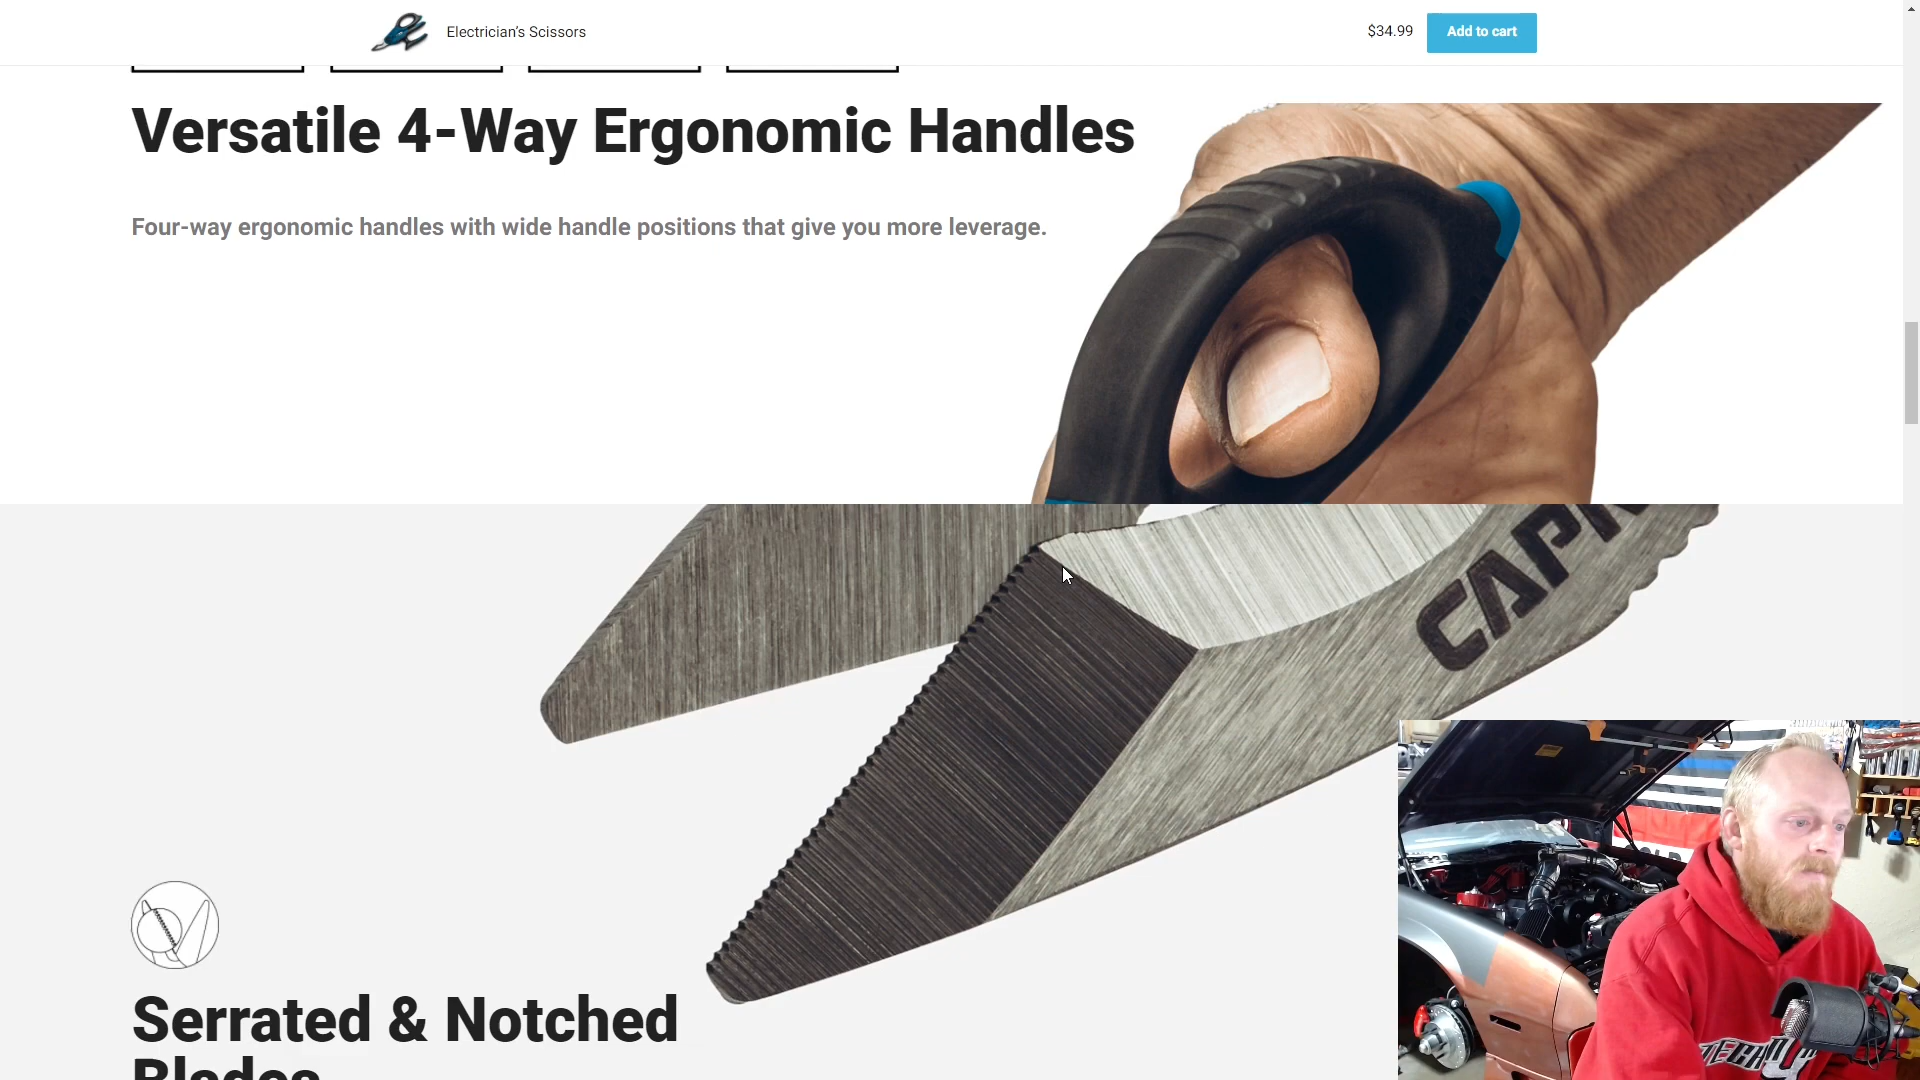 Electrician's Scissors
$34.99
Add to cart
Versatile 4-Way Ergonomic Handles
Four-way ergonomic handles with wide handle positions that give you more leverage.
Serrated & Notched
Blades